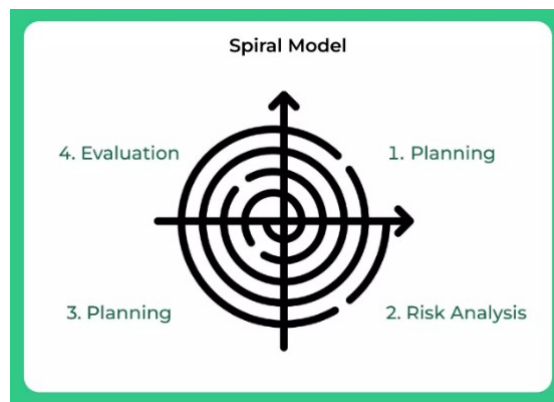 Spiral Model
4. Evaluation
1. Planning
3. Planning
2. Risk Analysis